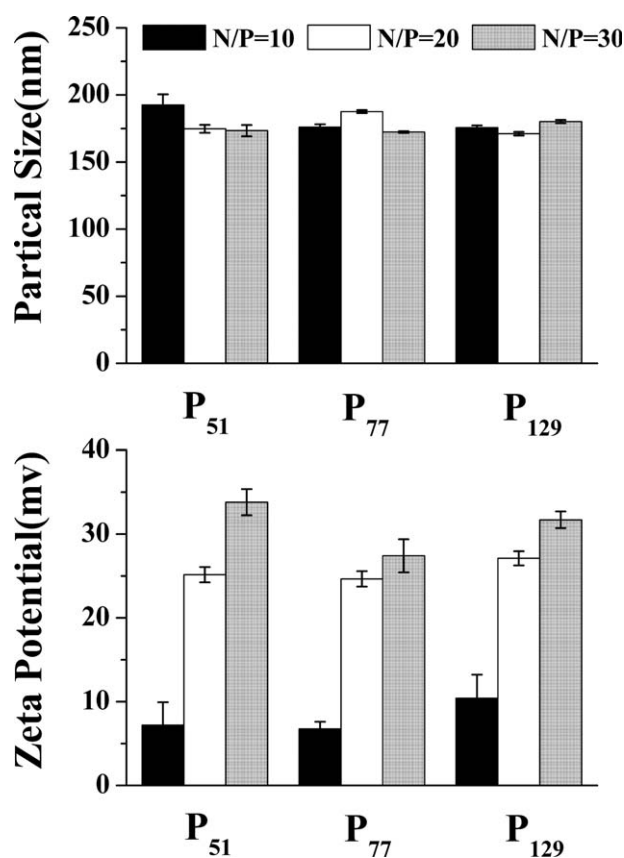 N/P=10 N/P=20 N/P=30
Partical Size(nm)
250
200
150
100
50
0
P51 P77 P129
Zeta Potential(mv)
40
30
20
10
0
P51 P77 P129